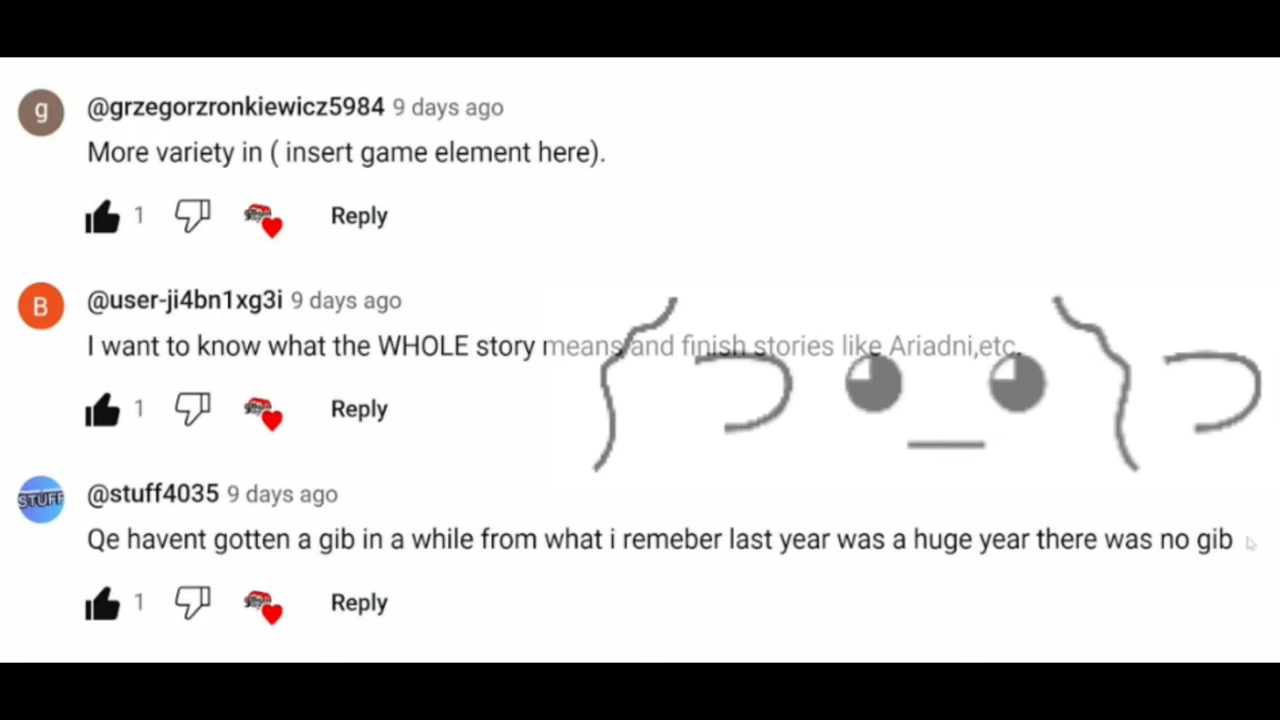 g
@grzegorzronkiewicz5984 9 days ago
More variety in ( insert game element here).
1 Reply
B
@user-ji4bn1xg3i 9 days ago
I want to know what the WHOLE story means and finish stories like Ariadni,etc.
༼つ ◕_◕ ༽つ
1 Reply
STUFF
@stuff4035 9 days ago
Qe havent gotten a gib in a while from what i remeber last year was a huge year there was no gib
1 Reply